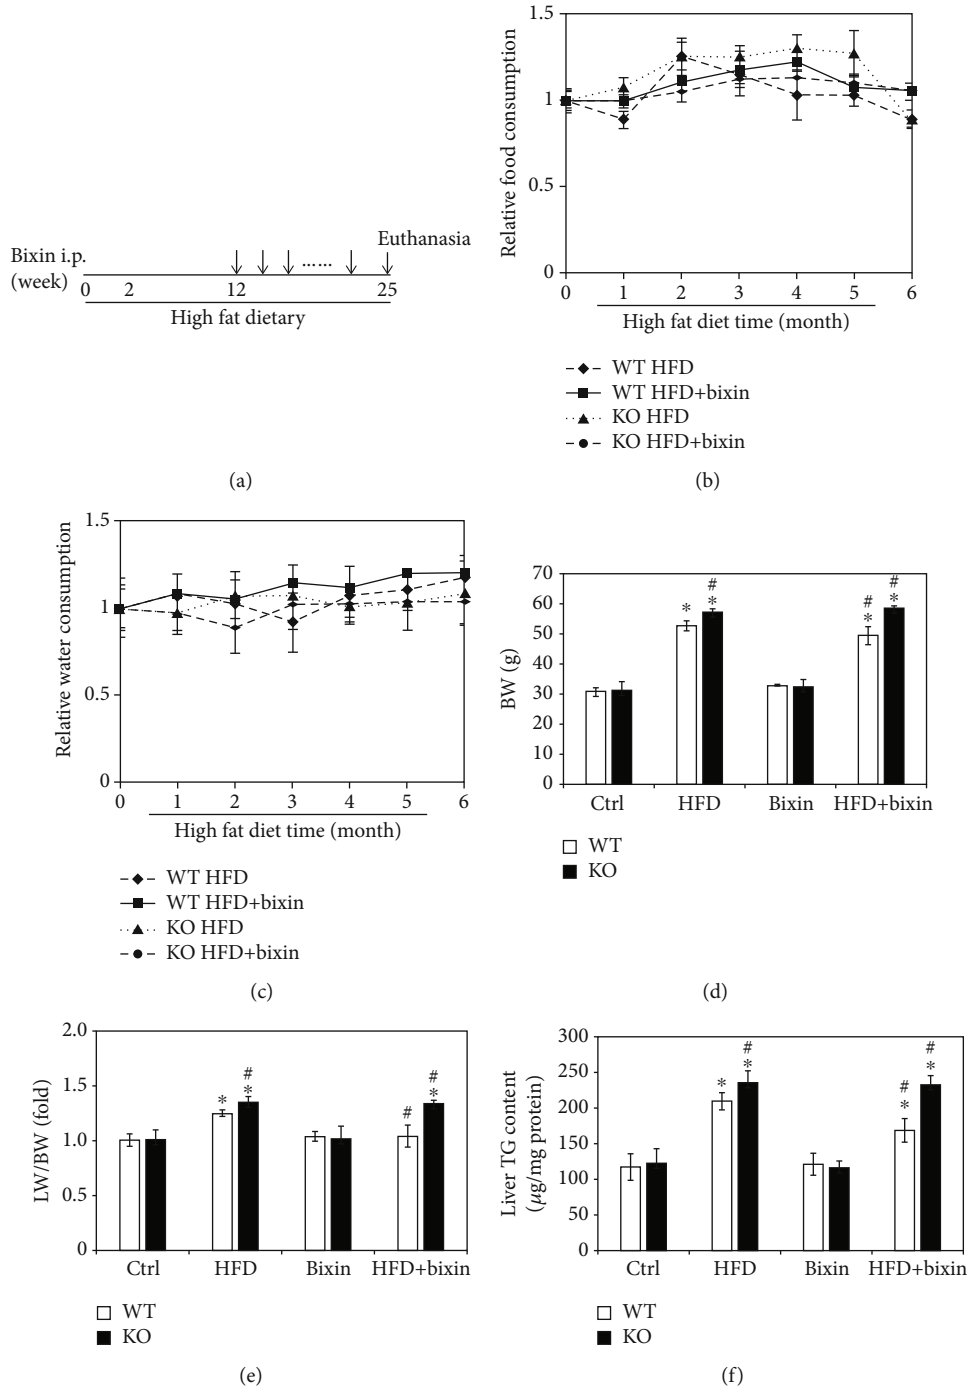 Bixin i.p.
(week)
Euthanasia
......
0 2 12 25
High fat dietary
(a)
Relative food consumption
1.5
1
0.5
0
0 1 2 3 4 5 6
High fat diet time (month)
WT HFD
WT HFD+bixin
KO HFD
KO HFD+bixin
(b)
Relative water consumption
1.5
1
0.5
0
0 1 2 3 4 5 6
High fat diet time (month)
WT HFD
WT HFD+bixin
KO HFD
KO HFD+bixin
(c)
BW (g)
70
60
50
40
30
20
10
0
*
#
*
#
*
#
*
Ctrl HFD Bixin HFD+bixin
WT
KO
(d)
LW/BW (fold)
2.0
1.5
1.0
0.5
0
*
#
*
#
#
*
Ctrl HFD Bixin HFD+bixin
WT
KO
(e)
Liver TG content
(μg/mg protein)
300
250
200
150
100
50
0
*
#
*
#
*
#
*
Ctrl HFD Bixin HFD+bixin
WT
KO
(f)